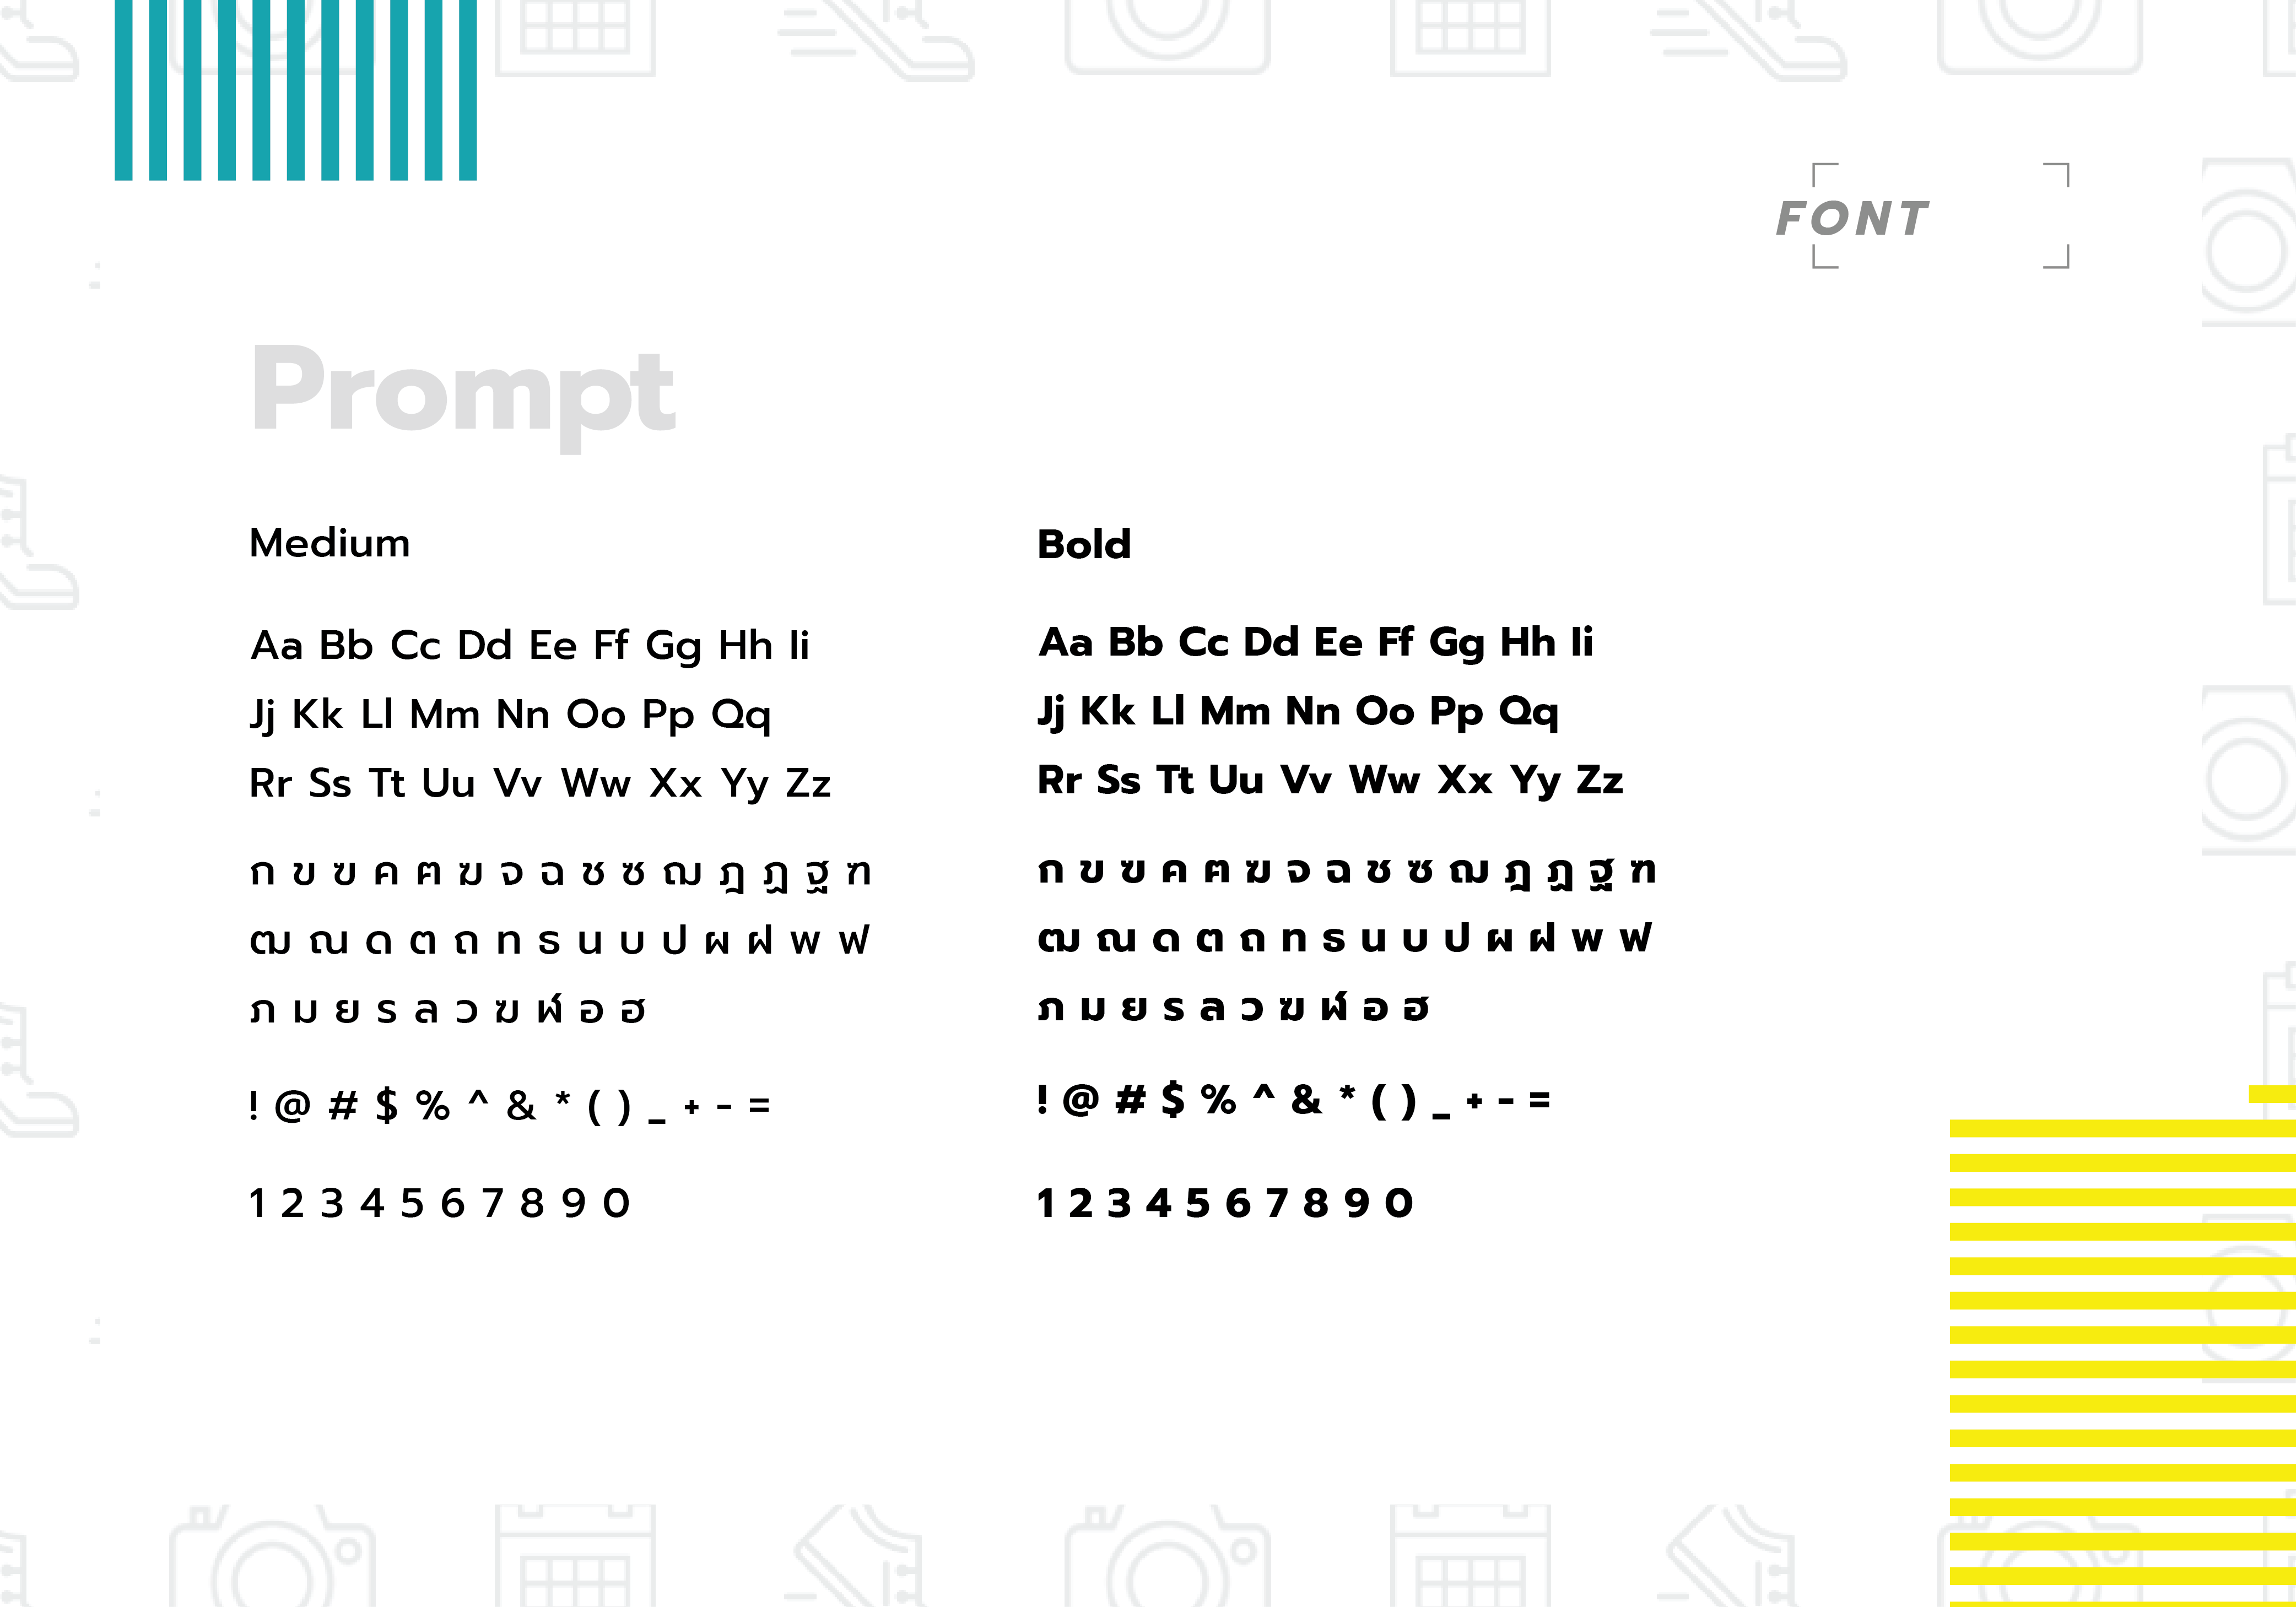 FONT
Prompt
Medium
Aa Bb Cc Dd Ee Ff Gg Hh Ii
Jj Kk Ll Mm Nn Oo Pp Qq
Rr Ss Tt Uu Vv Ww Xx Yy Zz
ก ข ฃ ค ฅ ฆ จ ฉ ช ซ ฌ ฎ ฏ ฐ ฑ
ฒ ณ ด ต ถ ท ธ น บ ป ผ ฝ พ ฟ
ภ ม ย ร ล ว ฆ ฬ อ ฮ
! @ # $ % ^ & * ( ) _ + - =
1 2 3 4 5 6 7 8 9 0
Bold
Aa Bb Cc Dd Ee Ff Gg Hh Ii
Jj Kk Ll Mm Nn Oo Pp Qq
Rr Ss Tt Uu Vv Ww Xx Yy Zz
ก ข ฃ ค ฅ ฆ จ ฉ ช ซ ฌ ฎ ฏ ฐ ฑ
ฒ ณ ด ต ถ ท ธ น บ ป ผ ฝ พ ฟ
ภ ม ย ร ล ว ฆ ฬ อ ฮ
! @ # $ % ^ & * ( ) _ + - =
1 2 3 4 5 6 7 8 9 0